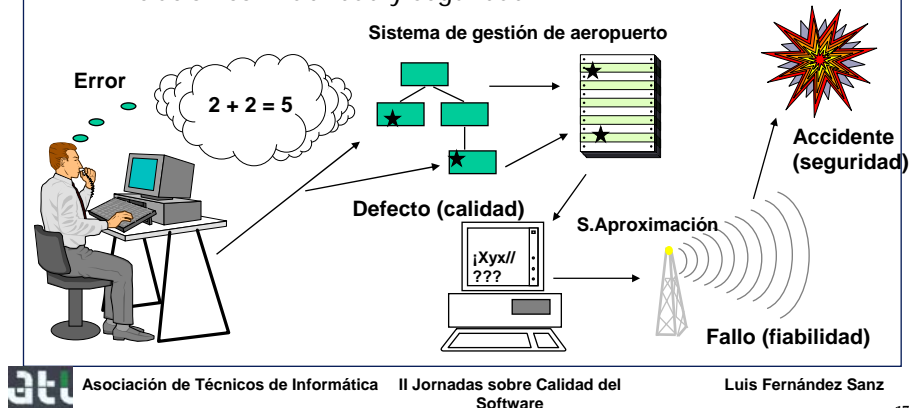 Sistema de gestión de aeropuerto
Error
2 + 2 = 5
Accidente
(seguridad)
Defecto (calidad)
S.Aproximación
¡Xyx//
???
Fallo (fiabilidad)
ati
Asociación de Técnicos de Informática
II Jornadas sobre Calidad del
Software
Luis Fernández Sanz